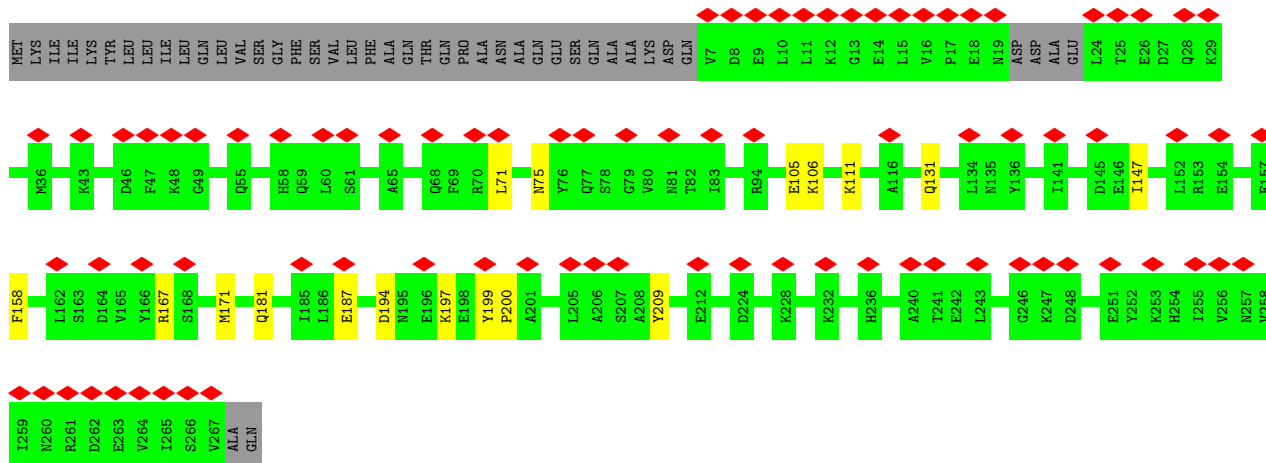 MET LYS ILE ILE ILE LYS TYR LEU LEU ILE LEU GLN LEU VAL SER GLY PHE SER VAL LEU PHE ALA GLN THR GLN PRO ALA ASN ALA GLN GLU SER GLN ALA ALA LYS ASP GLN V7 D8 E9 L10 L11 K12 G13 E14 L15 V16 P17 E18 N19 ASP ASP ALA GLU L24 T25 E26 D27 Q28 K29
M36 K43 D46 F47 K48 G49 Q55 H58 Q59 L60 S61 A65 Q68 F69 R70 L71 N75 Y76 Q77 S78 G79 V80 N81 T82 I83 R94 E105 K106 K111 A116 Q131 L134 N135 Y136 I141 D145 E146 I147 L152 R153 E154 E157
F158 L162 S163 D164 V165 Y166 R167 S168 M171 Q181 I185 L186 E187 D194 N195 E196 K197 E198 Y199 P200 A201 L205 A206 S207 A208 Y209 E212 D224 K228 K232 H236 A240 T241 E242 L243 G246 K247 D248 E251 Y252 K253 H254 I255 V256 N257 V258
I259 N260 R261 D262 E263 V264 I265 S266 V267 ALA GLN